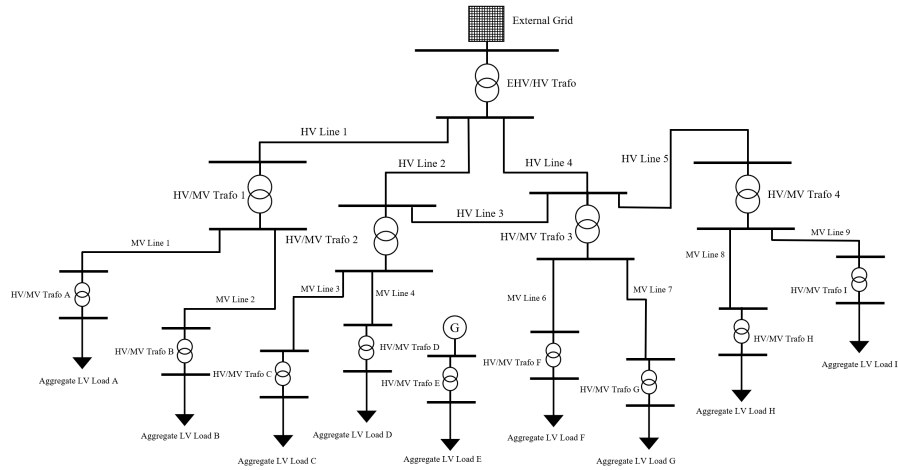 External Grid
EHV/HV Trafo
HV Line 1
HV Line 2
HV Line 4
HV Line 5
HV/MV Trafo 1
HV/MV Trafo 4
HV Line 3
HV/MV Trafo 2
HV/MV Trafo 3
MV Line 1
MV Line 9
MV Line 8
MV Line 3
MV Line 4
MV Line 7
MV Line 2
MV Line 6
HV/MV Trafo A
HV/MV Trafo I
G
HV/MV Trafo B
HV/MV Trafo D
HV/MV Trafo H
HV/MV Trafo C
HV/MV Trafo E
HV/MV Trafo F
HV/MV Trafo G
Aggregate LV Load A
Aggregate LV Load I
Aggregate LV Load H
Aggregate LV Load B
Aggregate LV Load D
Aggregate LV Load F
Aggregate LV Load C
Aggregate LV Load E
Aggregate LV Load G